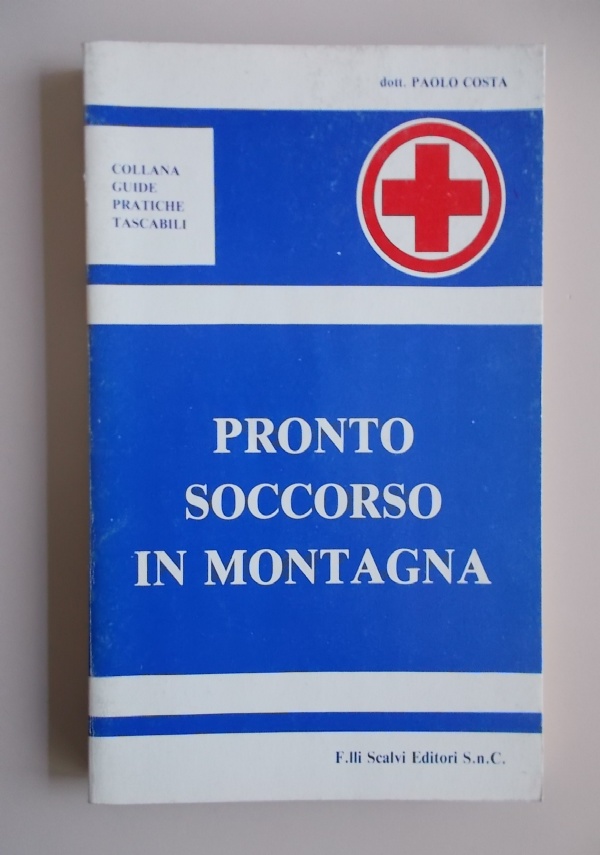 dott. PAOLO COSTA
COLLANA
GUIDE
PRATICHE
TASCABILI
PRONTO
SOCCORSO
IN MONTAGNA
F.lli Scalvi Editori S.n.C.